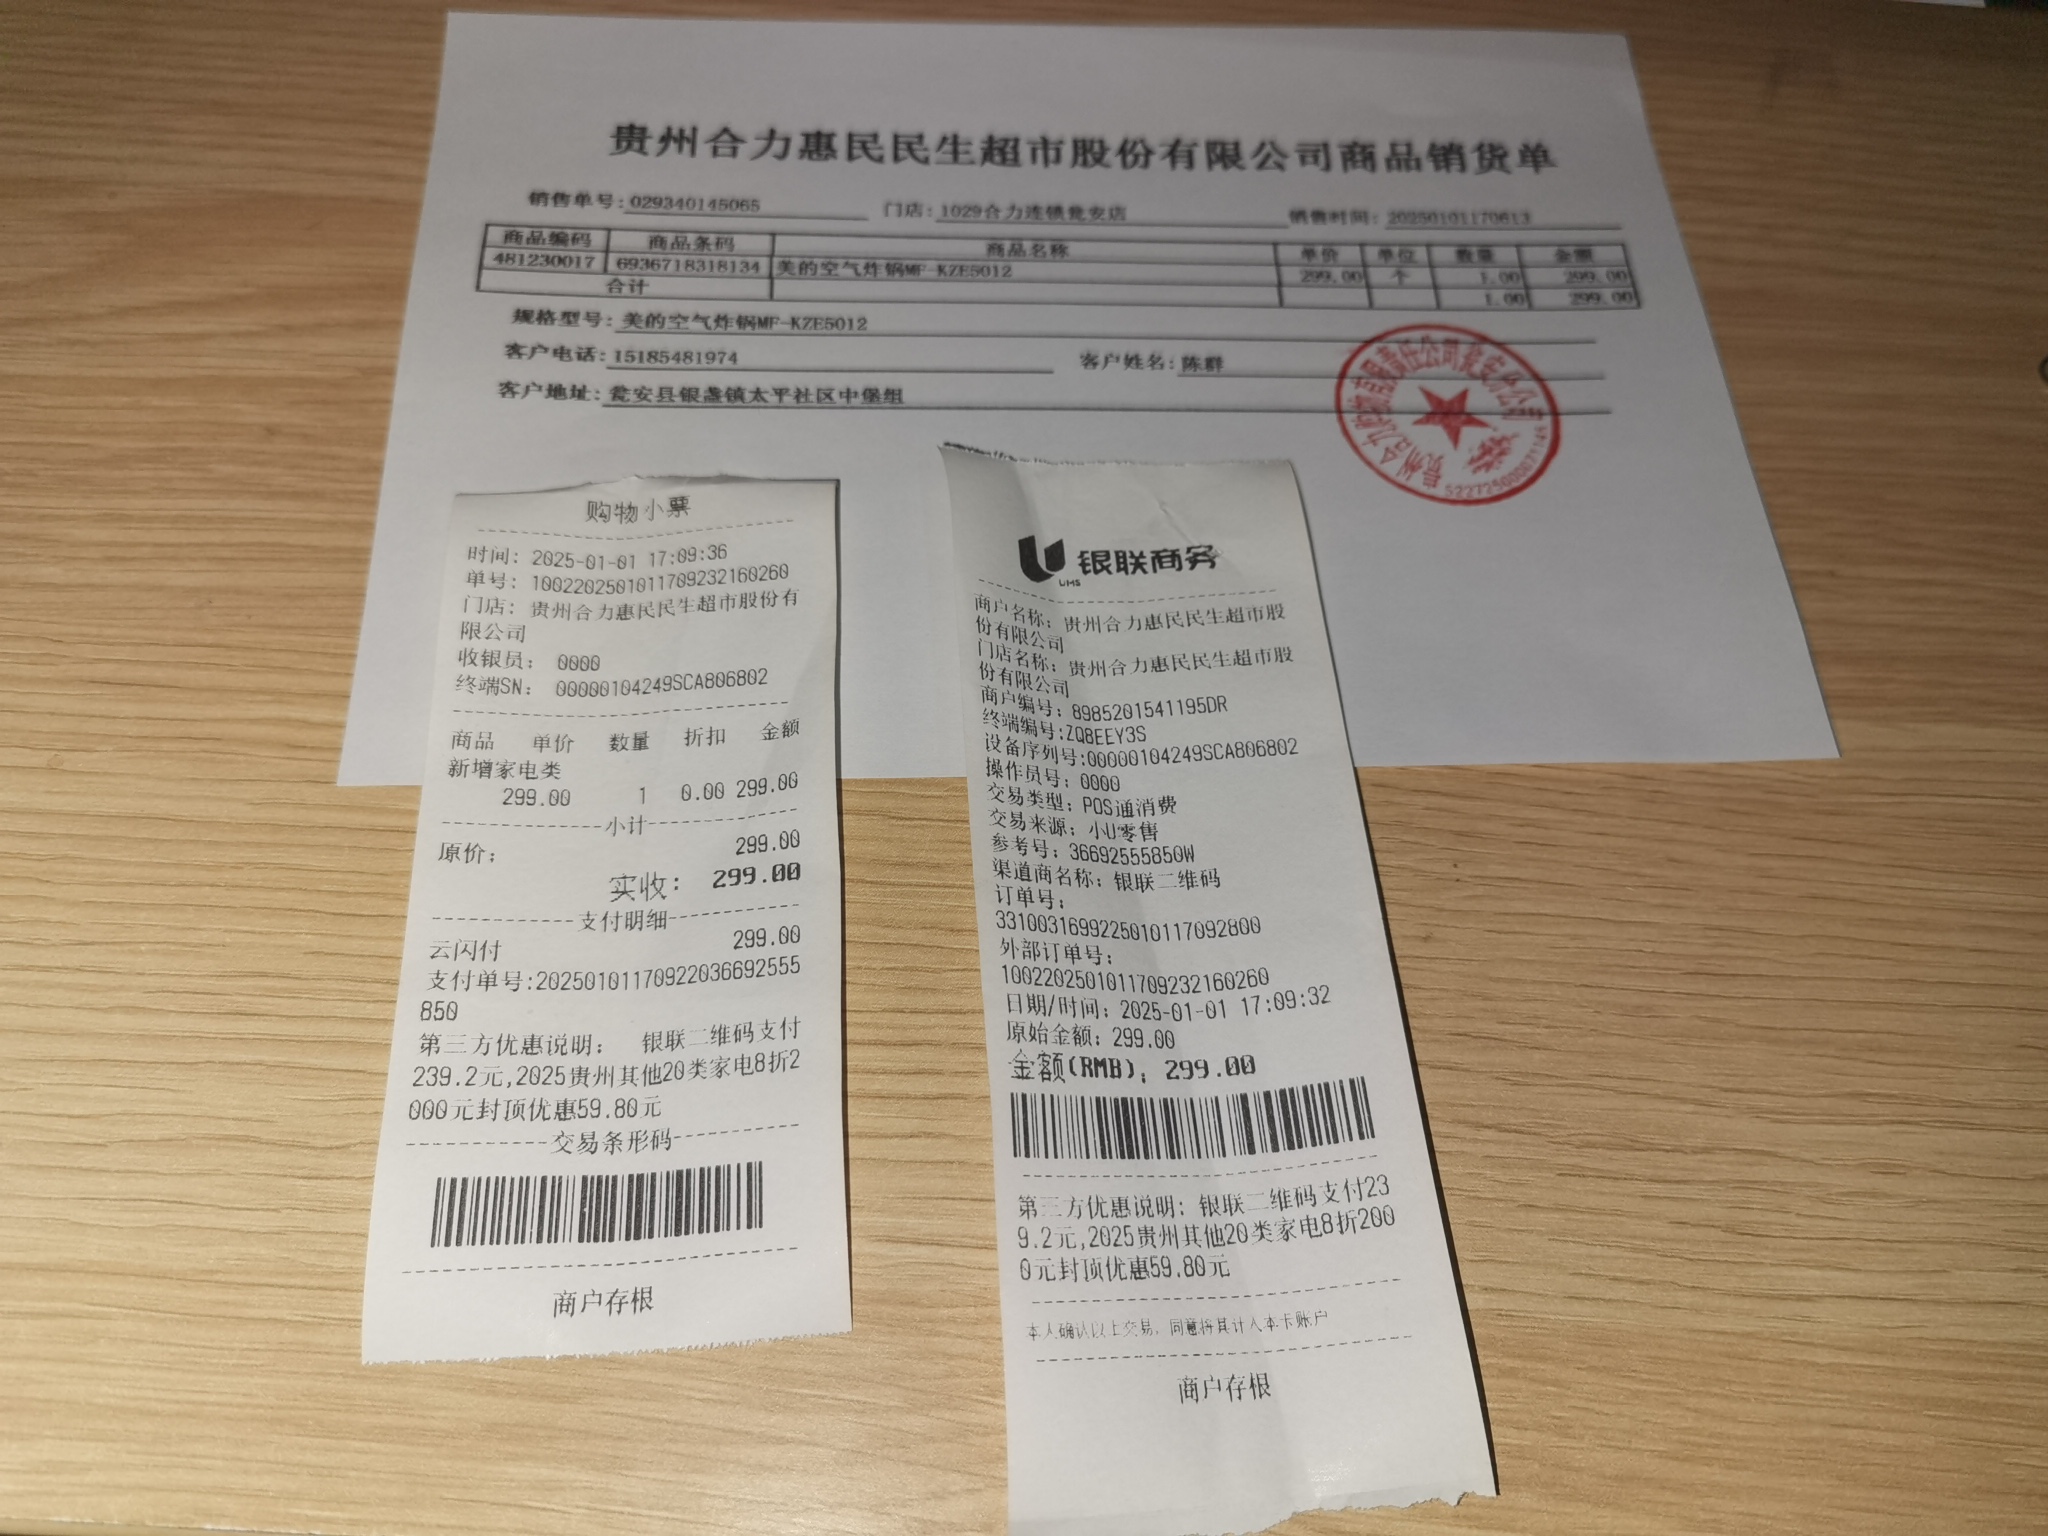 贵州合力惠民民生超市股份有限公司商品销货单
销售单号: 029340145065 门店: 1029合力连锁瓮安店 销售时间: 20250101170613
商品编码 商品条码 商品名称 单价 单位 数量 金额
481230017 6936718318134 美的空气炸锅MF-KZE5012 299.00 个 1.00 299.00
合计 1.00 299.00
规格型号: 美的空气炸锅MF-KZE5012
客户电话: 15185481974 客户姓名: 陈群
客户地址: 瓮安县银盏镇太平社区中堡组
购物小票
时间: 2025-01-01 17:09:36
单号: 1002202501011709232160260
门店: 贵州合力惠民民生超市股份有
限公司
收银员: 0000
终端SN: 00000104249SCA806802
商品 单价 数量 折扣 金额
新增家电类
299.00 1 0.00 299.00
小计
原价: 299.00
实收: 299.00
支付明细
云闪付 299.00
支付单号:20250101170922036692555
850
第三方优惠说明: 银联二维码支付
239.2元,2025贵州其他20类家电8折2
000元封顶优惠59.80元
交易条形码
商户存根
银联商务
UMS
商户名称: 贵州合力惠民民生超市股
份有限公司
门店名称: 贵州合力惠民民生超市股
份有限公司
商户编号: 8985201541195DR
终端编号:ZQ8EEY3S
设备序列号:00000104249SCA806802
操作员号: 0000
交易类型: POS通消费
交易来源: 小U零售
参考号: 36692555850W
渠道商名称: 银联二维码
订单号:
33100316992250101170928​00
外部订单号:
1002202501011709232160260
日期/时间: 2025-01-01 17:09:32
原始金额: 299.00
金额(RMB): 299.00
第三方优惠说明: 银联二维码支付23
9.2元,2025贵州其他20类家电8折200
0元封顶优惠59.80元
本人确认以上交易, 同意将其计入本卡账户
商户存根